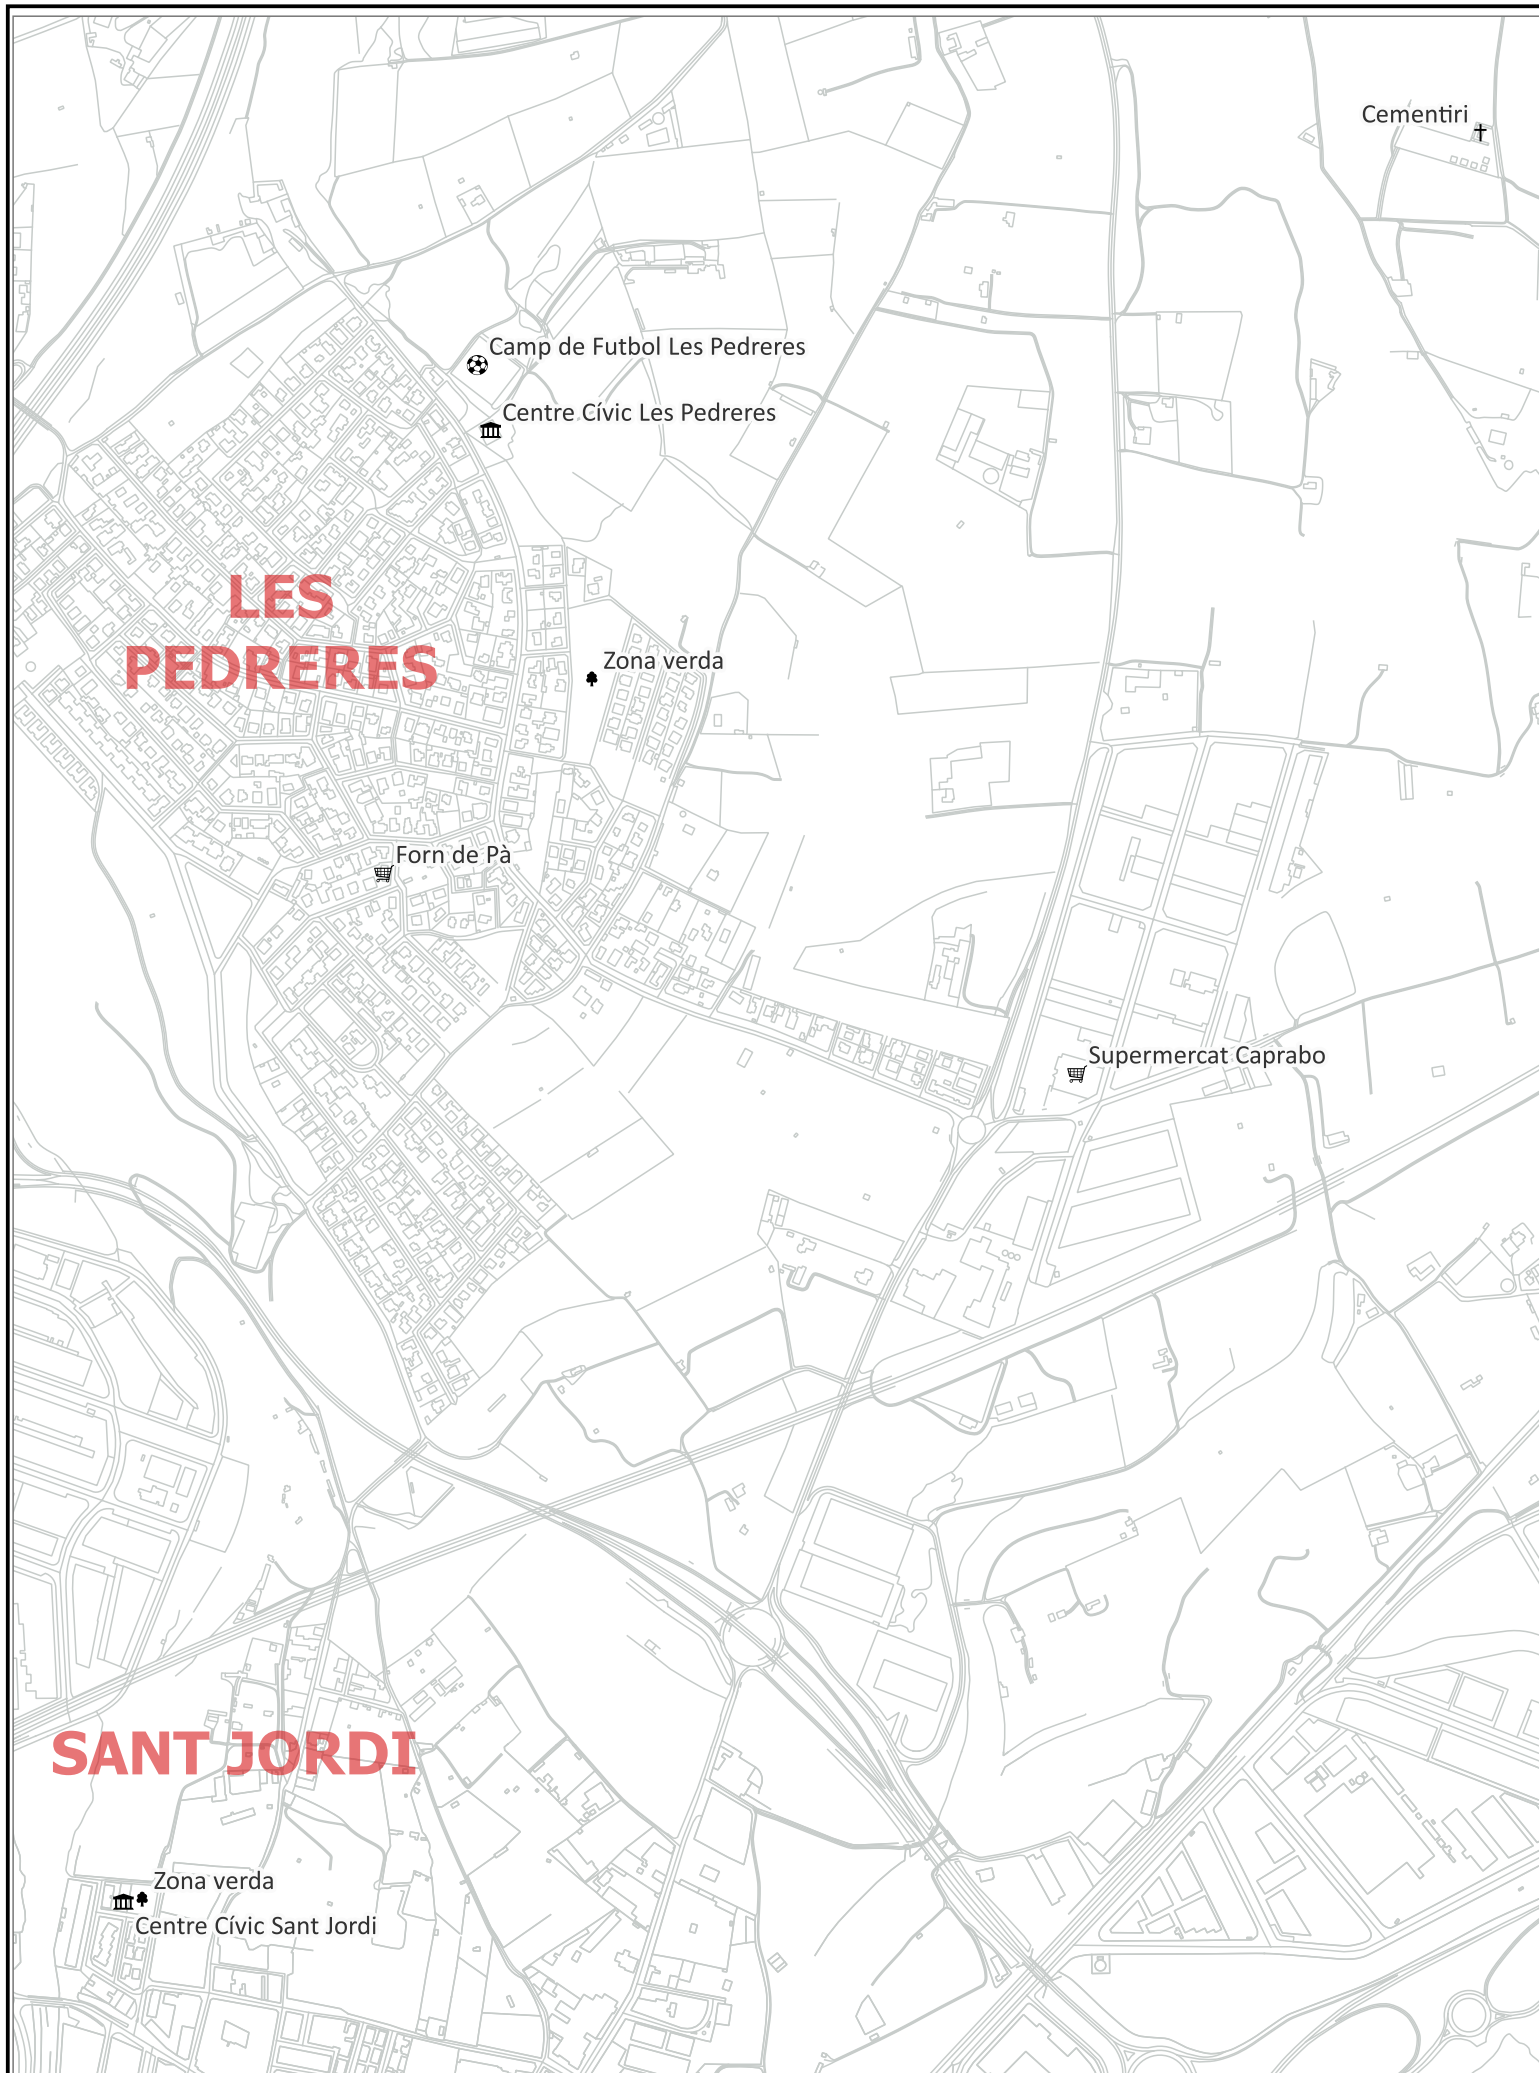 Cementiri
Camp de Futbol Les Pedreres
Centre Cívic Les Pedreres
LES
PEDRERES
Zona verda
Forn de Pà
Supermercat Caprabo
SANT JORDI
Zona verda
Centre Cívic Sant Jordi